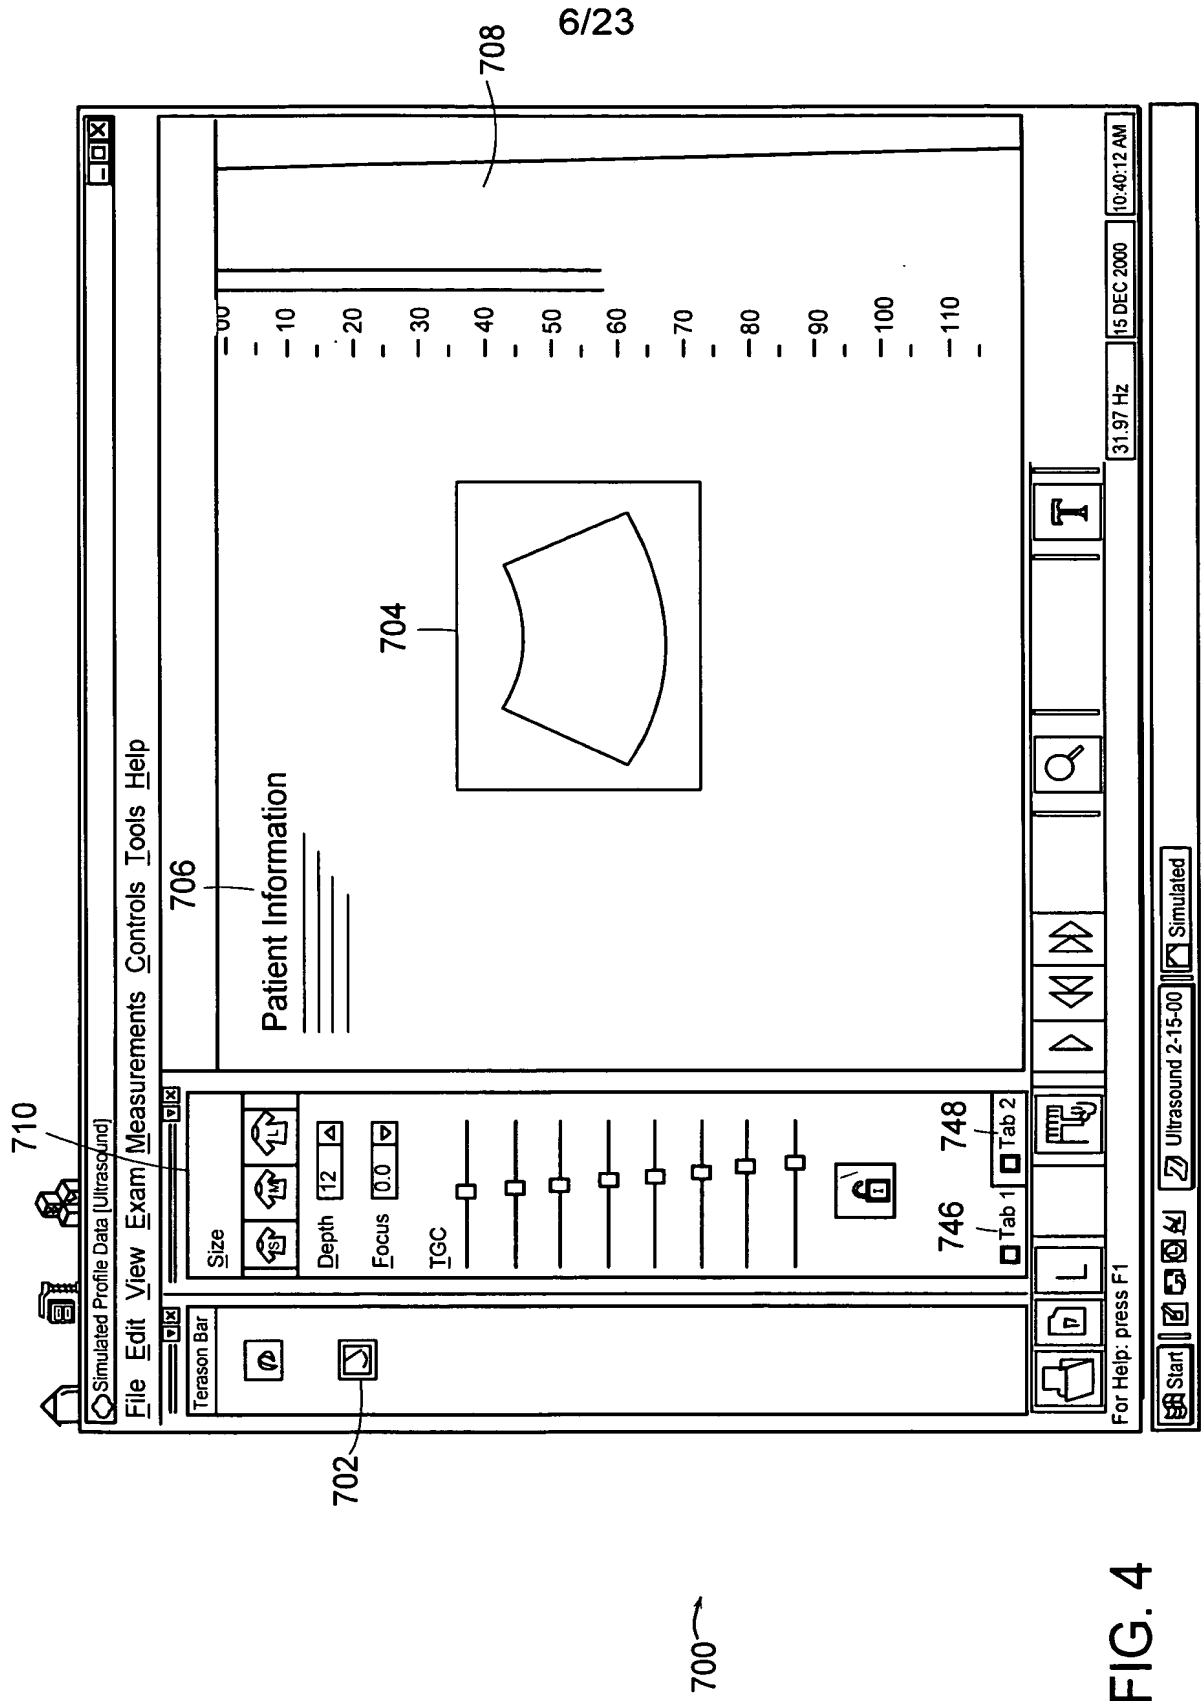 6/23
710
708
Simulated Profile Data [Ultrasound]
File Edit View Exam Measurements Controls Tools Help
Terason Bar
Size
S M L
Depth 12
Focus 0.0
TGC
702
706
Patient Information
704
00
10
20
30
40
50
60
70
80
90
100
110
746
748
Tab 1
Tab 2
L
T
For Help: press F1
31.97 Hz
15 DEC 2000
10:40:12 AM
Start
Ultrasound 2-15-00
Simulated
700
FIG. 4